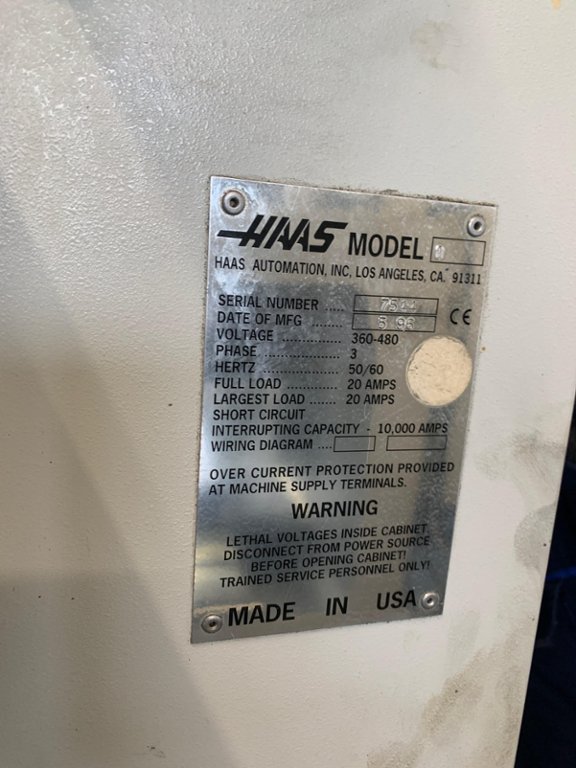 HAAS MODEL
HAAS AUTOMATION, INC, LOS ANGELES, CA. 91311
SERIAL NUMBER ....
DATE OF MFG ........ CE
VOLTAGE ............... 360-480
PHASE ................... 3
HERTZ ................... 50/60
FULL LOAD ............. 20 AMPS
LARGEST LOAD ....... 20 AMPS
SHORT CIRCUIT
INTERRUPTING CAPACITY - 10,000 AMPS
WIRING DIAGRAM ....
OVER CURRENT PROTECTION PROVIDED
AT MACHINE SUPPLY TERMINALS.
WARNING
LETHAL VOLTAGES INSIDE CABINET
DISCONNECT FROM POWER SOURCE
BEFORE OPENING CABINET!
TRAINED SERVICE PERSONNEL ONLY!
MADE IN USA